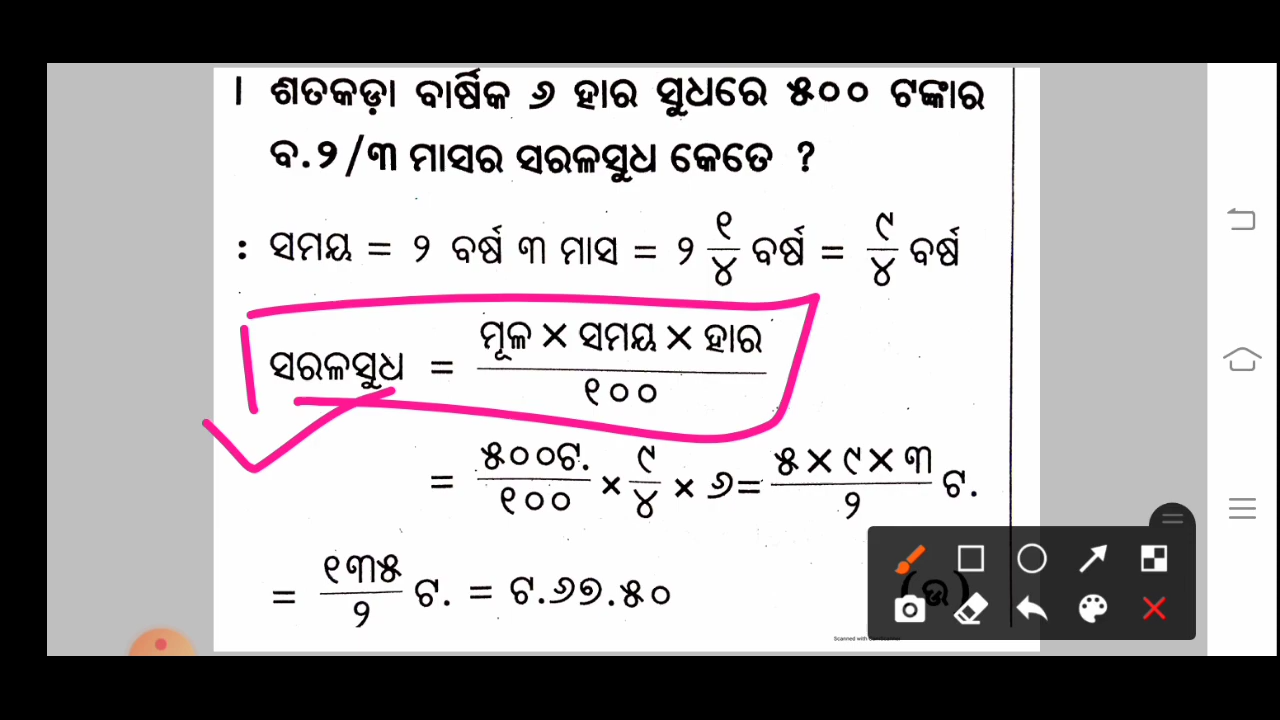 । ଶତକଡ଼ା ବାର୍ଷିକ ୬ ହାର ସୁଧରେ ୫୦୦ ଟଙ୍କାର
ବ.୨/୩ ମାସର ସରଳସୁଧ କେତେ ?
: ସମୟ = ୨ ବର୍ଷ ୩ ମାସ = ୨ ୧/୪ ବର୍ଷ = ୯/୪ ବର୍ଷ
ସରଳସୁଧ = ମୂଳ × ସମୟ × ହାର / ୧୦୦
= ୫୦୦ଟ./୧୦୦ × ୯/୪ × ୬ = ୫×୯×୩/୨ ଟ.
= ୧୩୫/୨ ଟ. = ଟ.୬୭.୫୦ (ଉ)